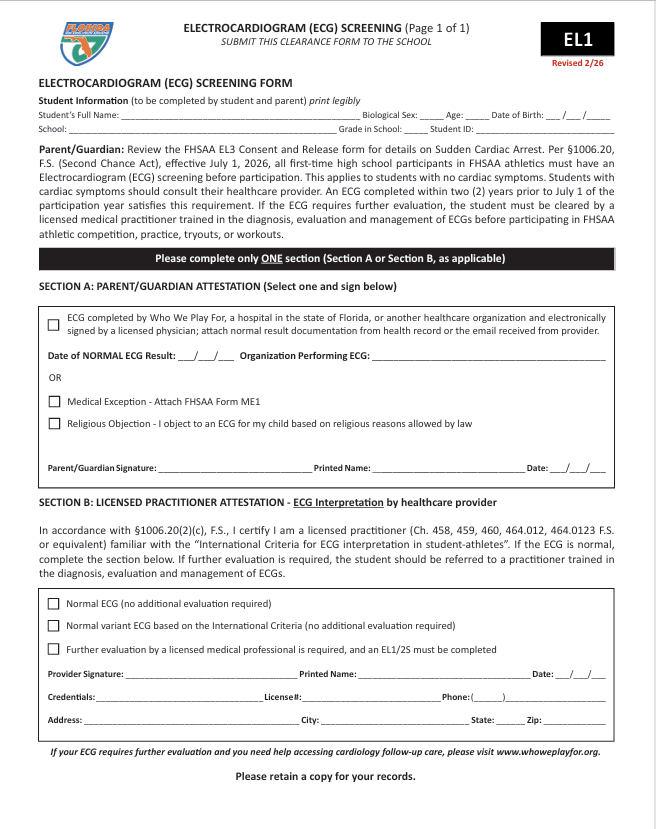 FLORIDA
ELECTROCARDIOGRAM (ECG) SCREENING (Page 1 of 1)
SUBMIT THIS CLEARANCE FORM TO THE SCHOOL
EL1
Revised 2/26
ELECTROCARDIOGRAM (ECG) SCREENING FORM
Student Information (to be completed by student and parent) print legibly
Student's Full Name: ____ Biological Sex: ____ Age: ____ Date of Birth: ___ /___ /____
School: ____ Grade in School: ____ Student ID: ____
Parent/Guardian: Review the FHSAA EL3 Consent and Release form for details on Sudden Cardiac Arrest. Per §1006.20,
F.S. (Second Chance Act), effective July 1, 2026, all first-time high school participants in FHSAA athletics must have an
Electrocardiogram (ECG) screening before participation. This applies to students with no cardiac symptoms. Students with
cardiac symptoms should consult their healthcare provider. An ECG completed within two (2) years prior to July 1 of the
participation year satisfies this requirement. If the ECG requires further evaluation, the student must be cleared by a
licensed medical practitioner trained in the diagnosis, evaluation and management of ECGs before participating in FHSAA
athletic competition, practice, tryouts, or workouts.
Please complete only ONE section (Section A or Section B, as applicable)
SECTION A: PARENT/GUARDIAN ATTESTATION (Select one and sign below)
ECG completed by Who We Play For, a hospital in the state of Florida, or another healthcare organization and electronically
signed by a licensed physician; attach normal result documentation from health record or the email received from provider.
Date of NORMAL ECG Result: ___/___/___ Organization Performing ECG: ____
OR
Medical Exception - Attach FHSAA Form ME1
Religious Objection - I object to an ECG for my child based on religious reasons allowed by law
Parent/Guardian Signature: ____ Printed Name: ____ Date: ___/___/___
SECTION B: LICENSED PRACTITIONER ATTESTATION - ECG Interpretation by healthcare provider
In accordance with §1006.20(2)(c), F.S., I certify I am a licensed practitioner (Ch. 458, 459, 460, 464.012, 464.0123 F.S.
or equivalent) familiar with the “International Criteria for ECG interpretation in student-athletes”. If the ECG is normal,
complete the section below. If further evaluation is required, the student should be referred to a practitioner trained in
the diagnosis, evaluation and management of ECGs.
Normal ECG (no additional evaluation required)
Normal variant ECG based on the International Criteria (no additional evaluation required)
Further evaluation by a licensed medical professional is required, and an EL1/2S must be completed
Provider Signature: ____ Printed Name: ____ Date: ___/___/___
Credentials: ____ License#: ____ Phone: (____)____
Address: ____ City: ____ State: ____ Zip: ____
If your ECG requires further evaluation and you need help accessing cardiology follow-up care, please visit www.whoweplayfor.org.
Please retain a copy for your records.